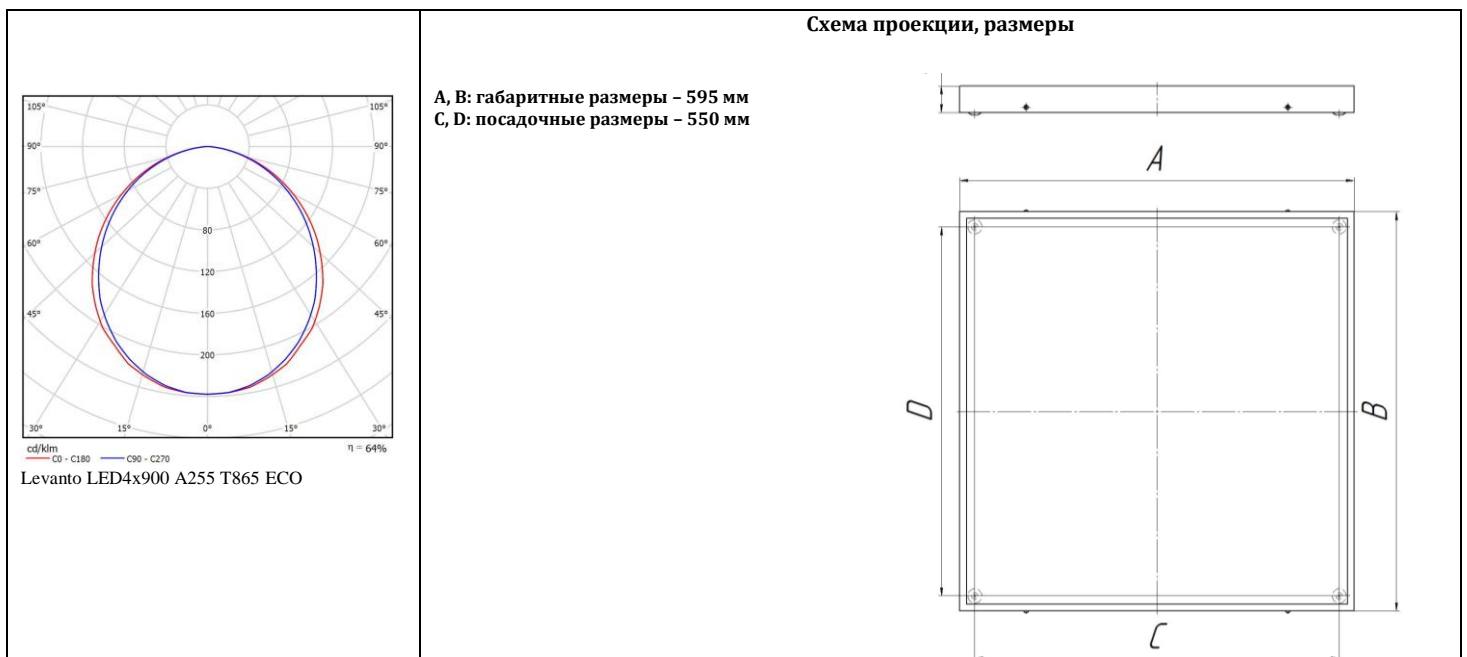 Схема проекции, размеры
A, B: габаритные размеры – 595 мм
C, D: посадочные размеры – 550 мм
105° 105°
90° 90°
75° 75°
80
60° 60°
120
45° 160 45°
200
30° 15° 0° 15° 30°
cd/klm η = 64%
C0 - C180 C90 - C270
Levanto LED4x900 A255 T865 ECO
A
D
B
C